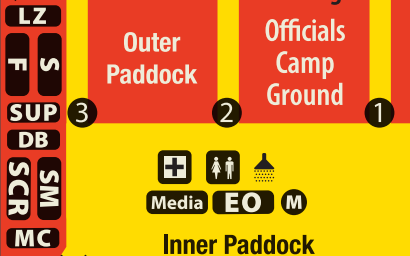 LZ
F
S
SUP
DB
SCR
SM
MC
Outer
Paddock
Officials
Camp
Ground
3
2
1
Media
EO
M
Inner Paddock